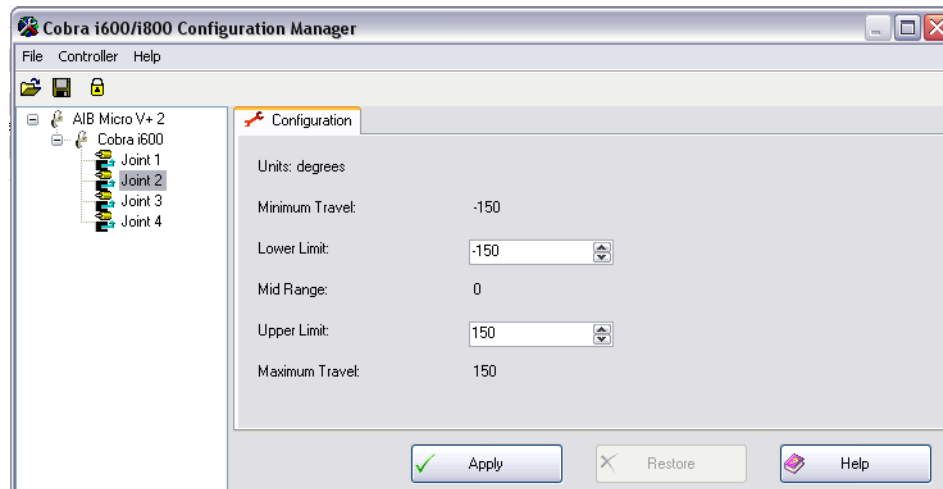 Cobra i600/i800 Configuration Manager
File Controller Help
AIB Micro V+ 2
Cobra i600
Joint 1
Joint 2
Joint 3
Joint 4
Configuration
Units: degrees
Minimum Travel: -150
Lower Limit: -150
Mid Range: 0
Upper Limit: 150
Maximum Travel: 150
Apply Restore Help